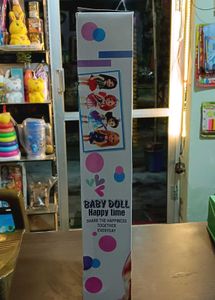 BABY DOLL
Happy time
SHARE THE HAPPINESS
TOGETHER
EVERYDAY